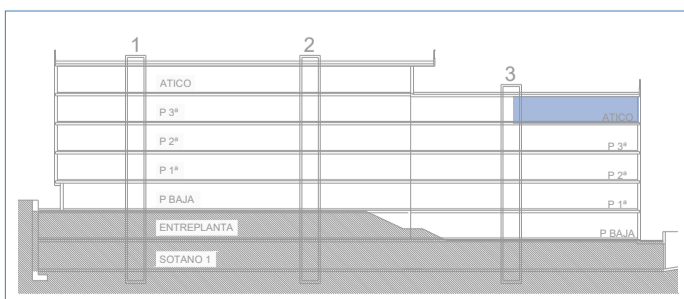 1
2
3
ATICO
ATICO
P 3ª
P 3ª
P 2ª
P 2ª
P 1ª
P 1ª
P BAJA
P BAJA
ENTREPLANTA
SOTANO 1